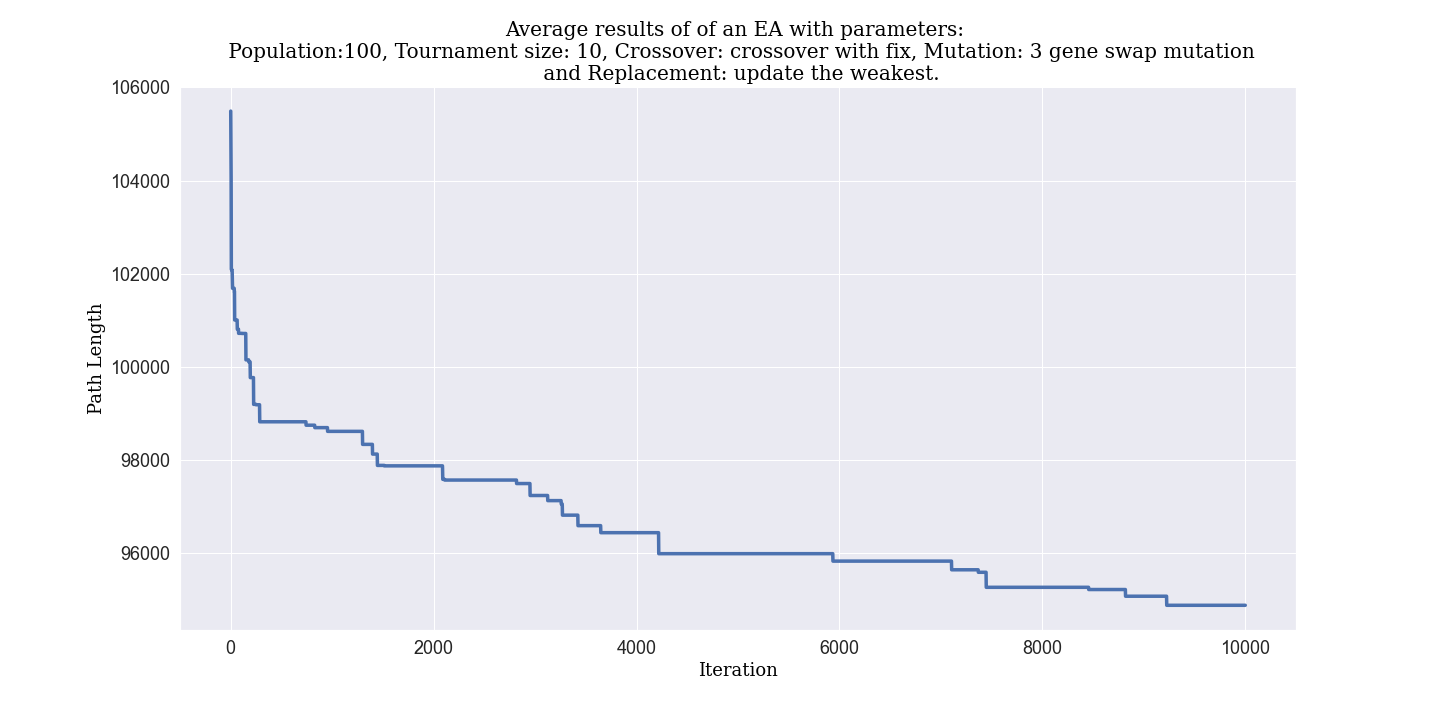 Average results of of an EA with parameters:
Population:100, Tournament size: 10, Crossover: crossover with fix, Mutation: 3 gene swap mutation
and Replacement: update the weakest.
106000
104000
102000
100000
98000
96000
Path Length
0 2000 4000 6000 8000 10000
Iteration